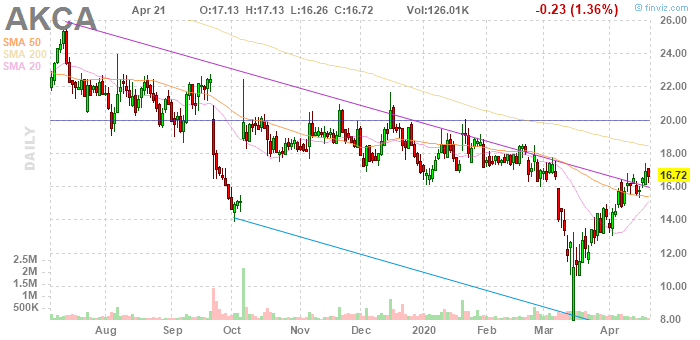 AKCA Apr 21 O:17.13 H:17.13 L:16.26 C:16.72 Vol:126.01K -0.23 (1.36%) © finviz.com
SMA 50
SMA 200
SMA 20
DAILY
26.00
24.00
22.00
20.00
18.00
16.72
16.00
14.00
12.00
10.00
8.00
2.5M
2M
1.5M
1M
500K
Aug Sep Oct Nov Dec 2020 Feb Mar Apr